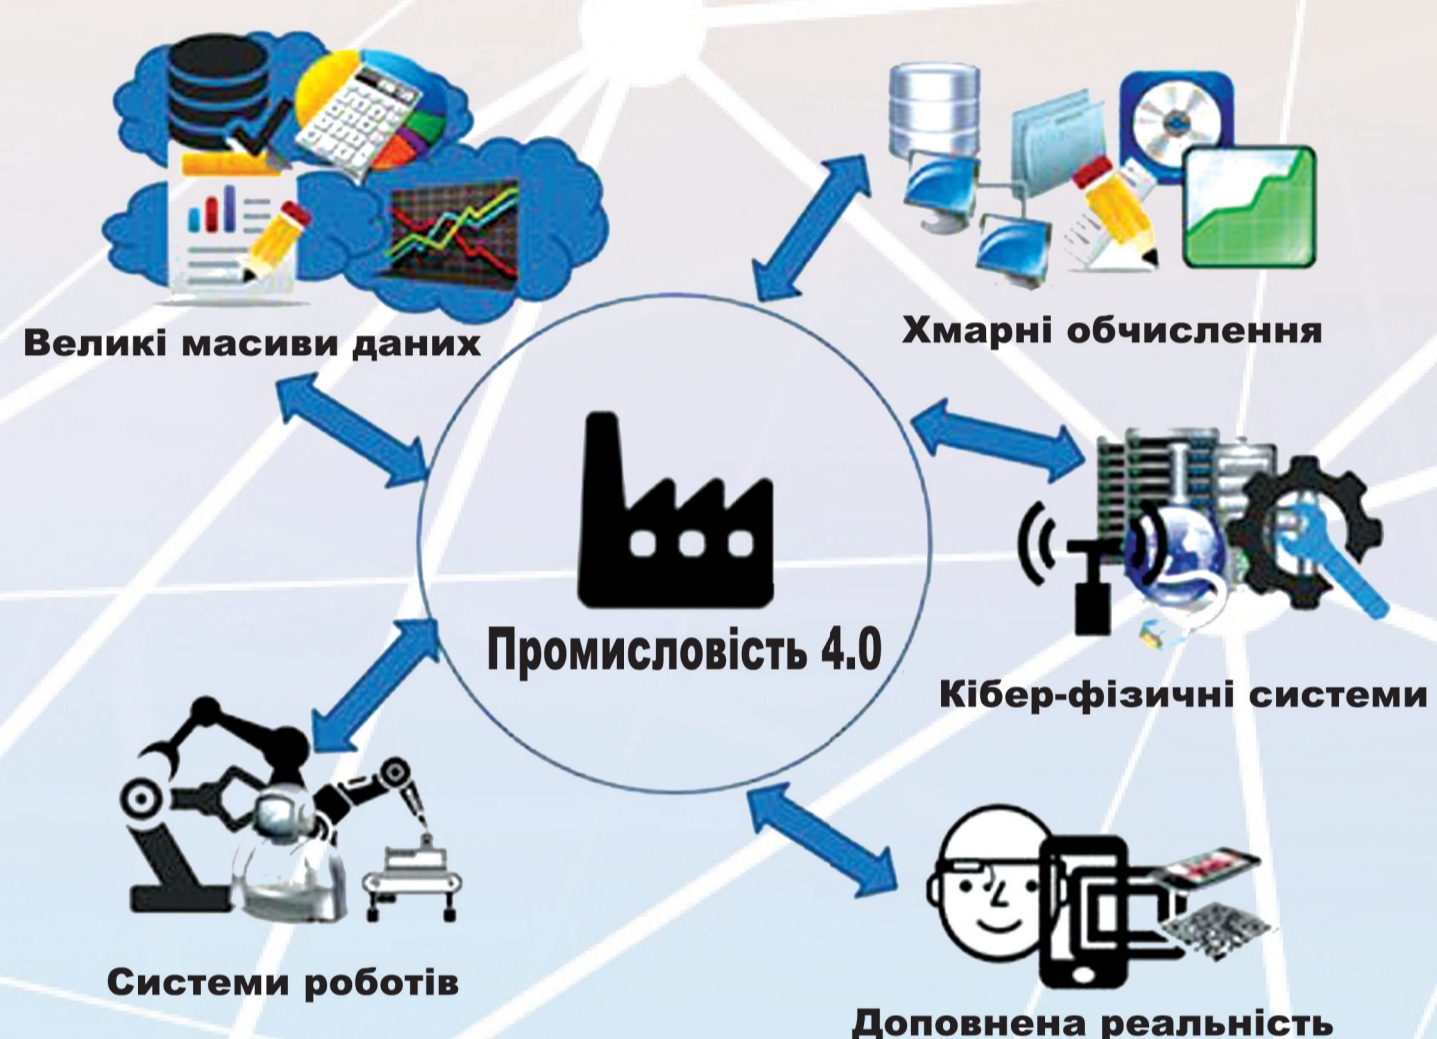 Великі масиви даних
Хмарні обчислення
Промисловість 4.0
Кібер-фізичні системи
Системи роботів
Доповнена реальність